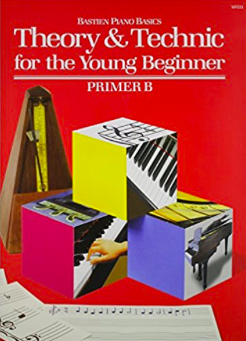 BASTIEN PIANO BASICS
Theory & Technic
for the Young Beginner
PRIMER B